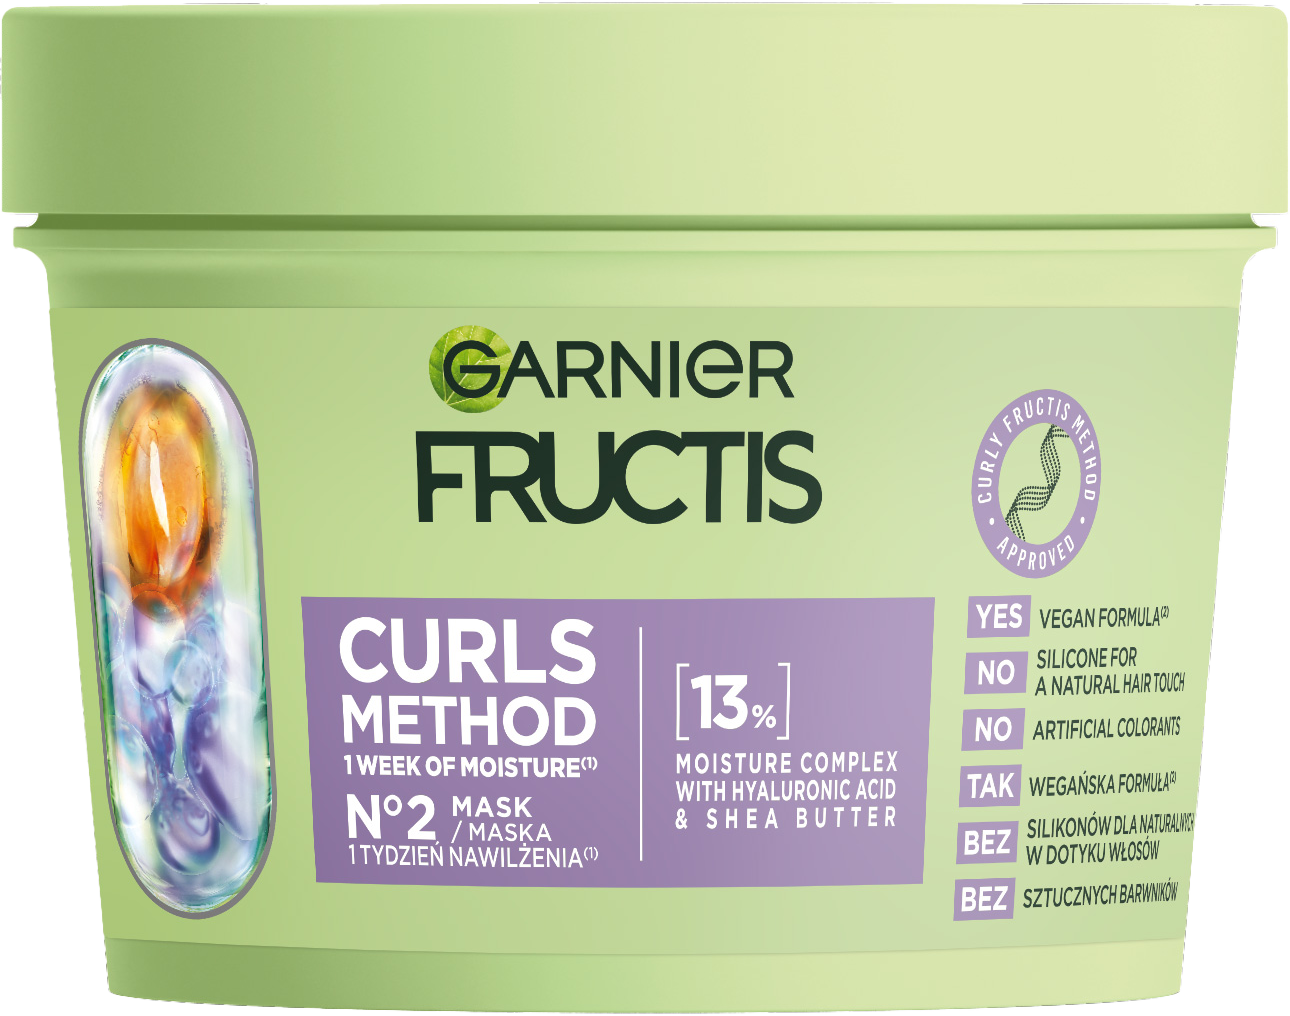 GARNIER
FRUCTIS
CURLY FRUCTIS METHOD
• APPROVED •
CURLS
METHOD
1 WEEK OF MOISTURE(1)
Nº2 MASK
/ MASKA
1 TYDZIEŃ NAWILŻENIA(1)
[13%]
MOISTURE COMPLEX
WITH HYALURONIC ACID
& SHEA BUTTER
YES VEGAN FORMULA(2)
NO SILICONE FOR
A NATURAL HAIR TOUCH
NO ARTIFICIAL COLORANTS
TAK WEGAŃSKA FORMUŁA(2)
BEZ SILIKONÓW DLA NATURALNYCH
W DOTYKU WŁOSÓW
BEZ SZTUCZNYCH BARWNIKÓW